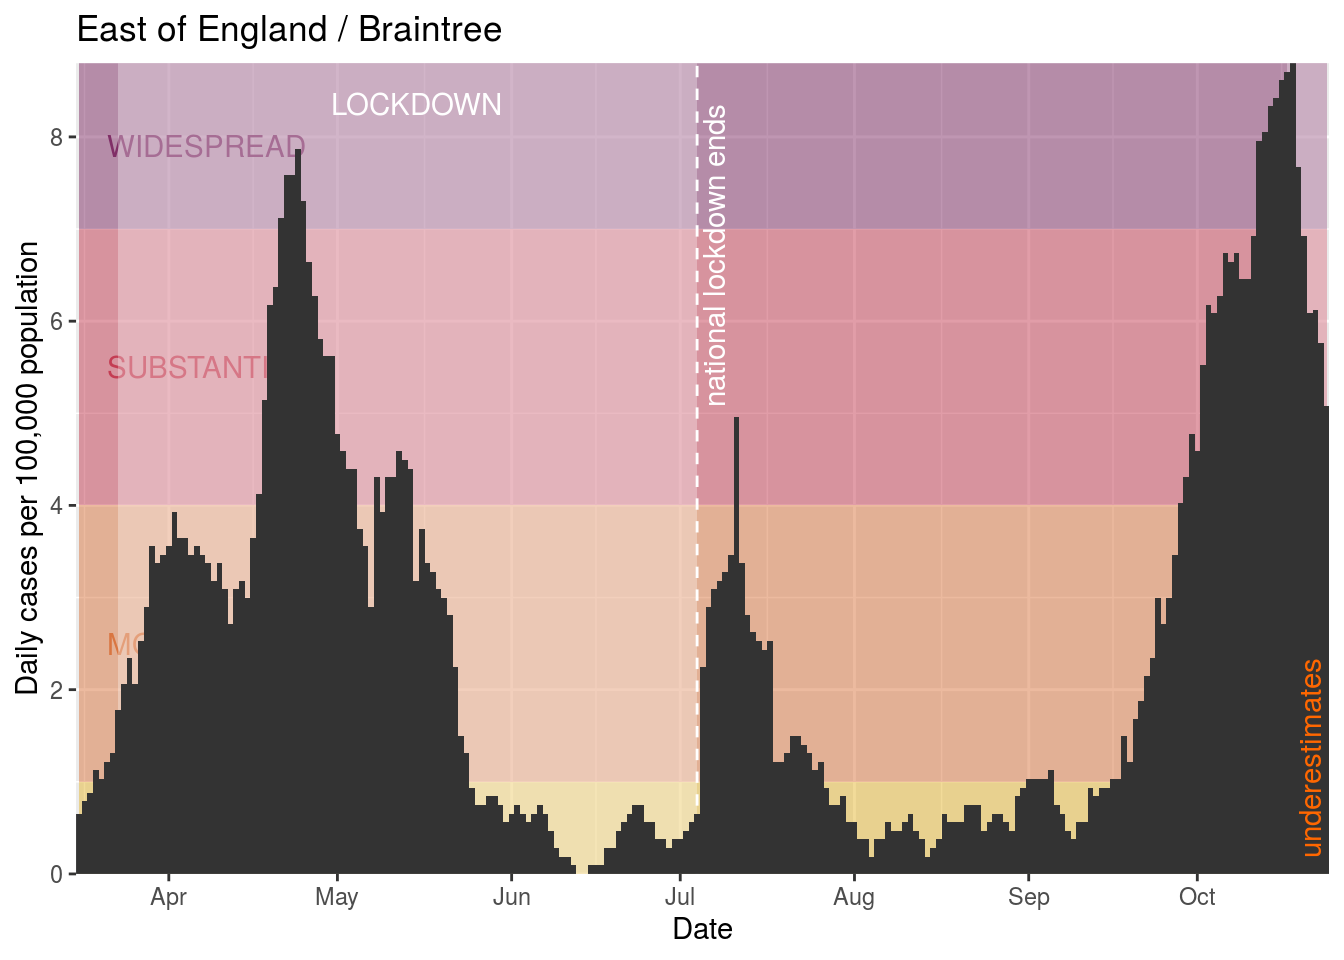 East of England / Braintree
LOCKDOWN
WIDESPREAD
national lockdown ends
SUBSTANTI
MO
underestimates
Daily cases per 100,000 population
8
6
4
2
0
Apr May Jun Jul Aug Sep Oct
Date